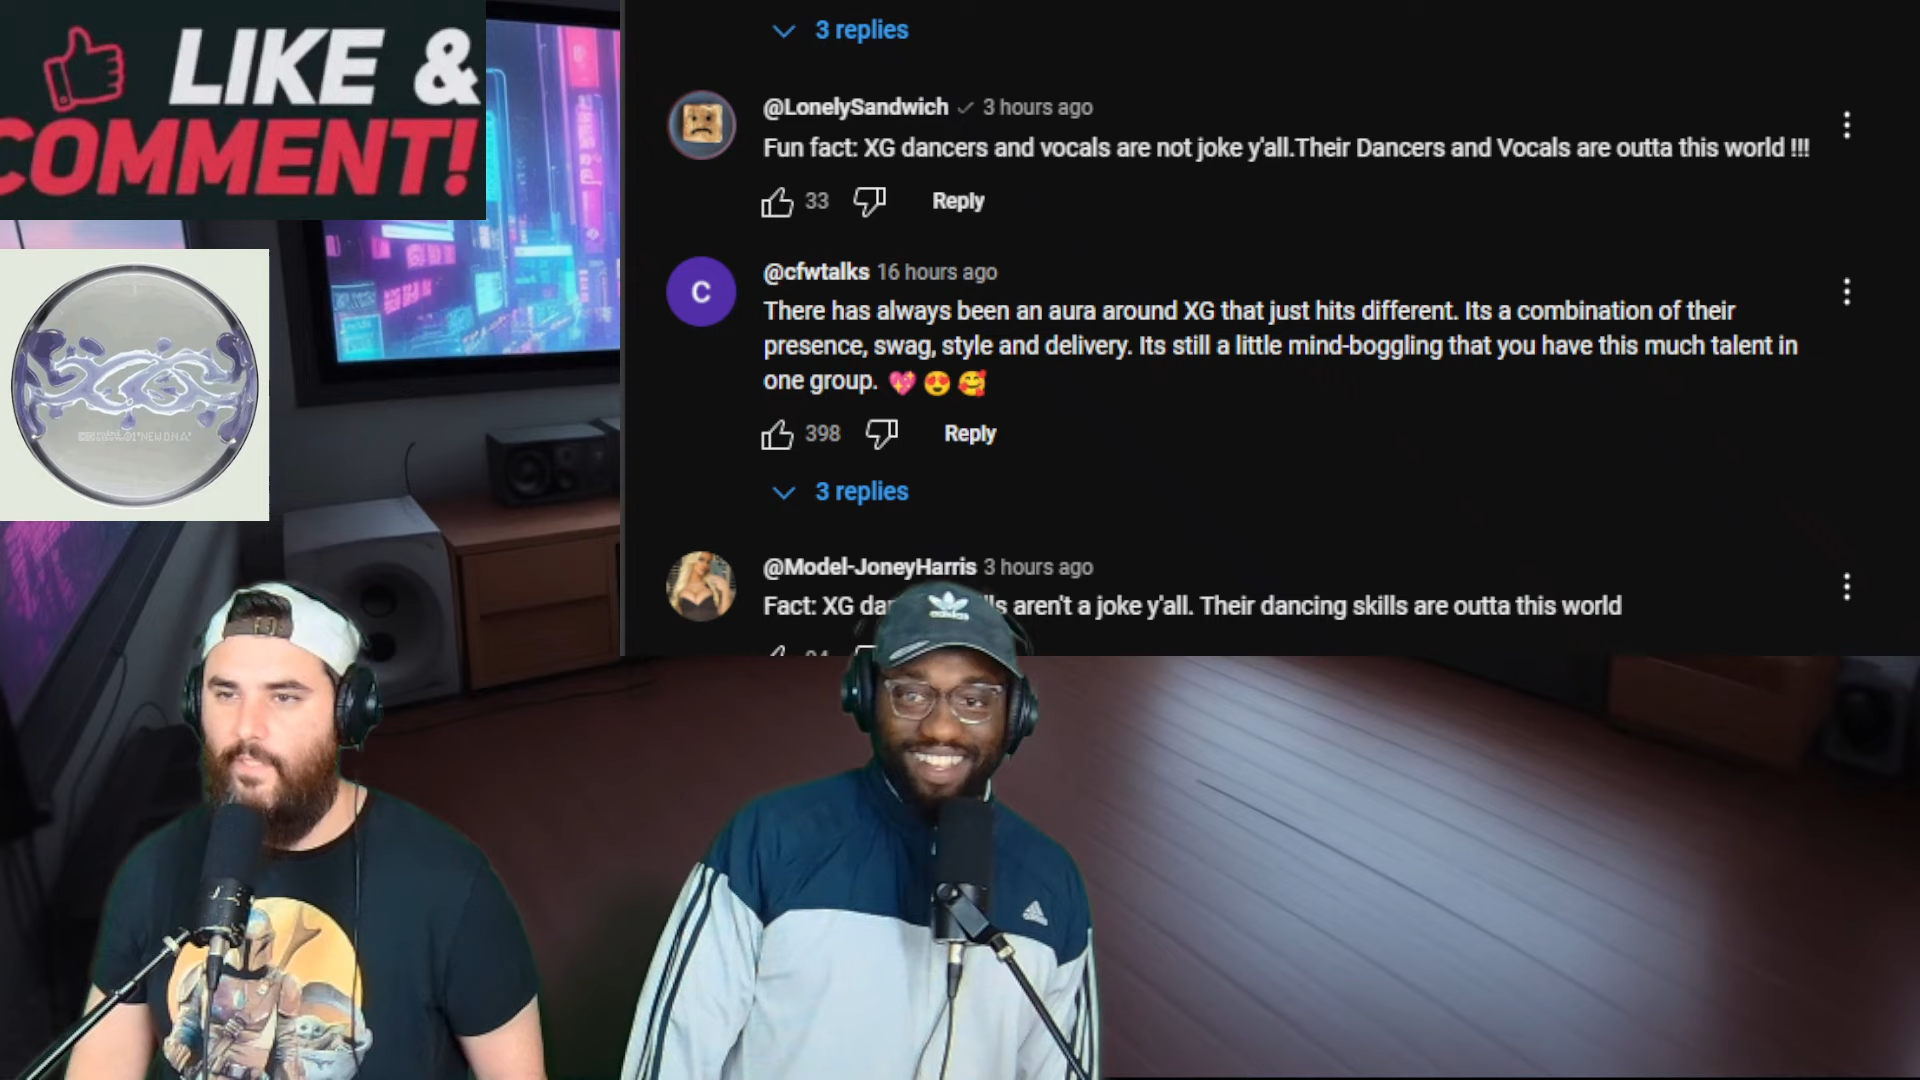 LIKE &
COMMENT!
3 replies
@LonelySandwich 3 hours ago
Fun fact: XG dancers and vocals are not joke y'all.Their Dancers and Vocals are outta this world !!!
33 Reply
C
@cfwtalks 16 hours ago
There has always been an aura around XG that just hits different. Its a combination of their
presence, swag, style and delivery. Its still a little mind-boggling that you have this much talent in
one group. 💖😍🥰
398 Reply
3 replies
@Model-JoneyHarris 3 hours ago
Fact: XG da ls aren't a joke y'all. Their dancing skills are outta this world
"NEW DNA"
adidas